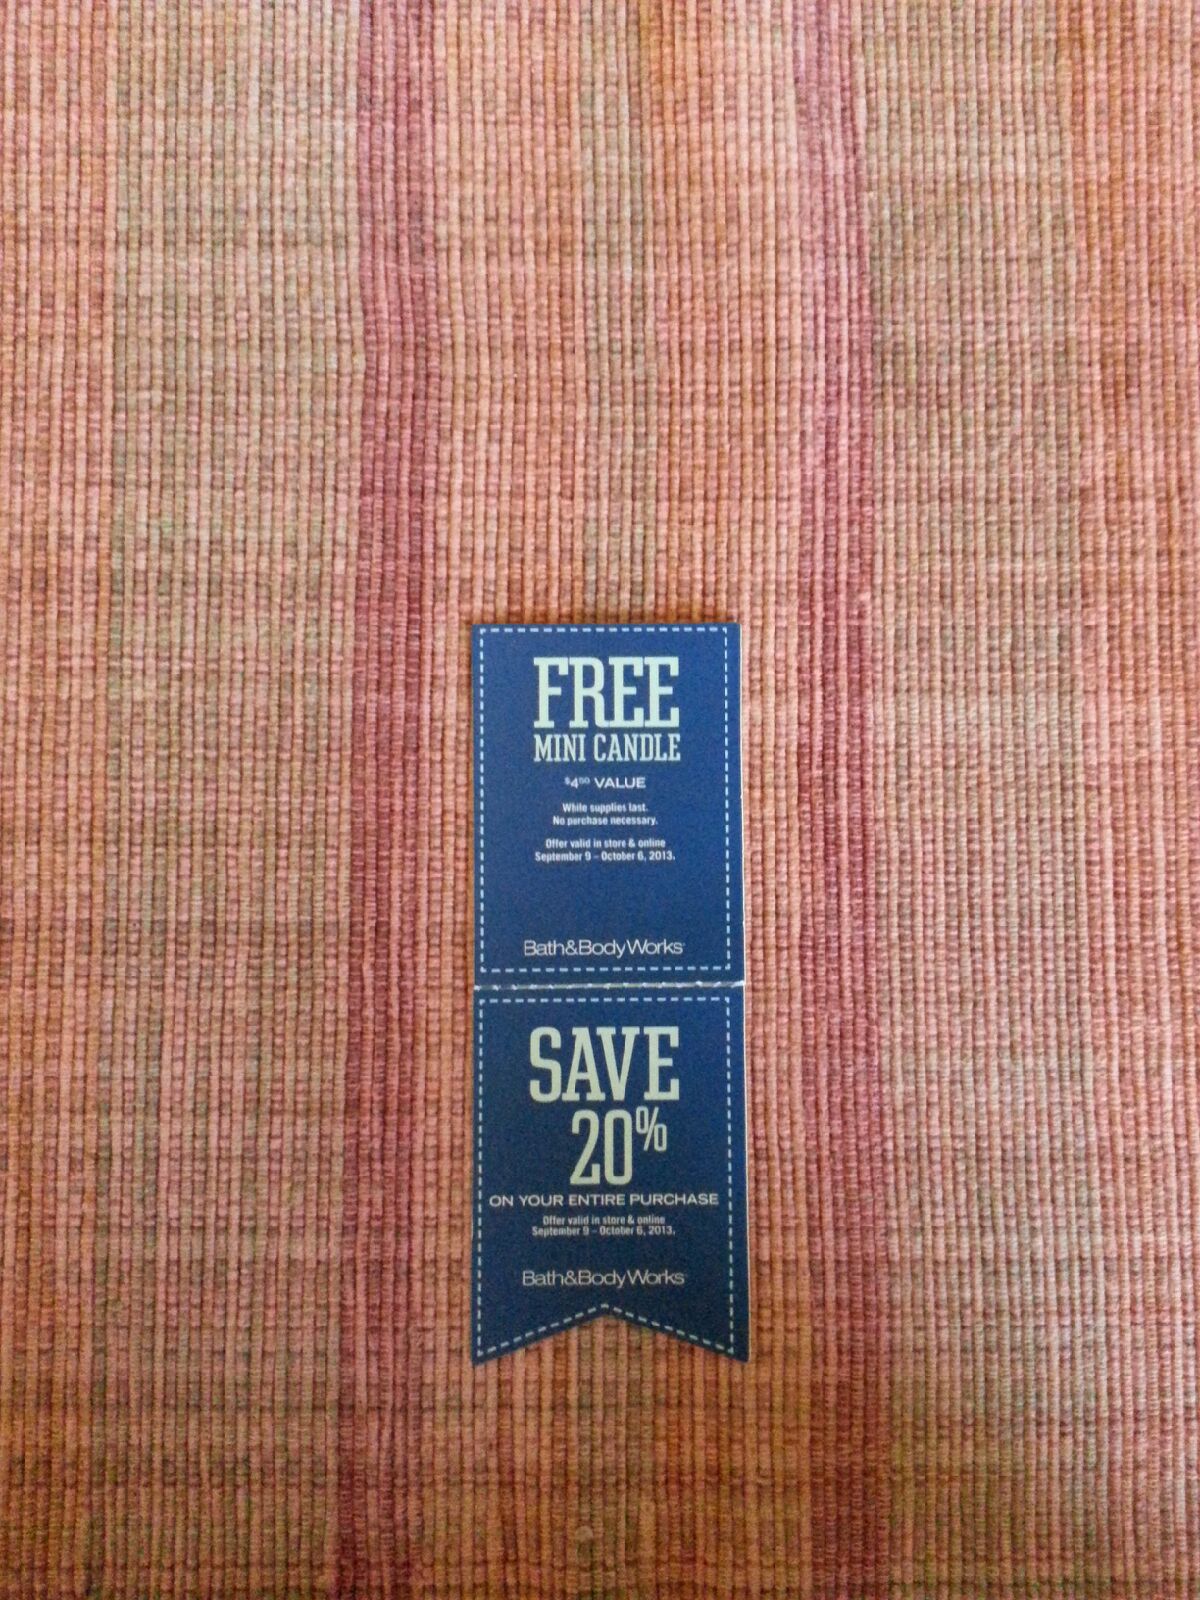 FREE
MINI CANDLE
$4.50 VALUE
While supplies last.
No purchase necessary.
Offer valid in store & online
September 9 – October 6, 2013.
Bath&BodyWorks
SAVE
20%
ON YOUR ENTIRE PURCHASE
Offer valid in store & online
September 9 – October 6, 2013.
Bath&BodyWorks